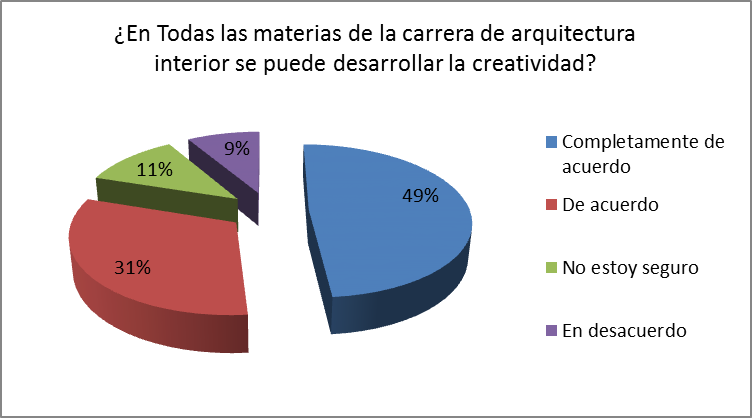 ¿En Todas las materias de la carrera de arquitectura
interior se puede desarrollar la creatividad?
9%
11%
49%
31%
Completamente de
acuerdo
De acuerdo
No estoy seguro
En desacuerdo